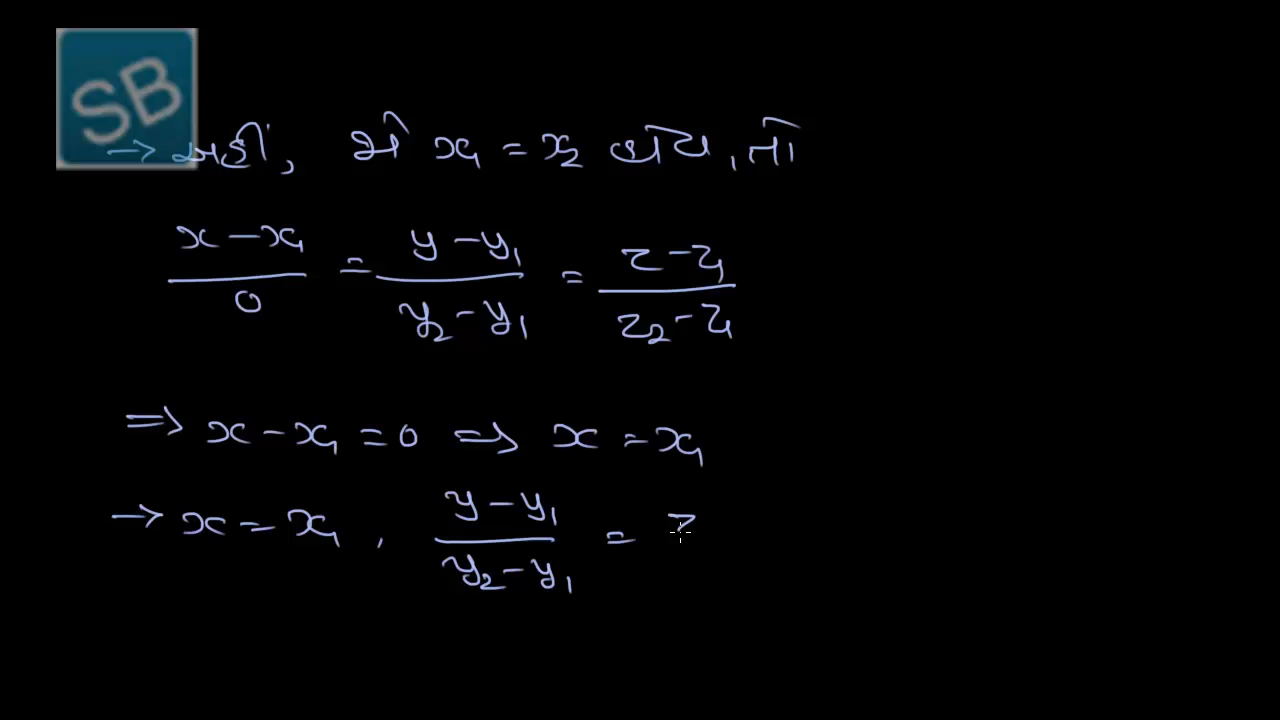 SB
→ અહીં, જો x₁ = x₂ હોય, તો
(x − x₁)/0 = (y − y₁)/(y₂ − y₁) = (z − z₁)/(z₂ − z₁)
⇒ x − x₁ = 0 ⇒ x = x₁
→ x = x₁, (y − y₁)/(y₂ − y₁) = z